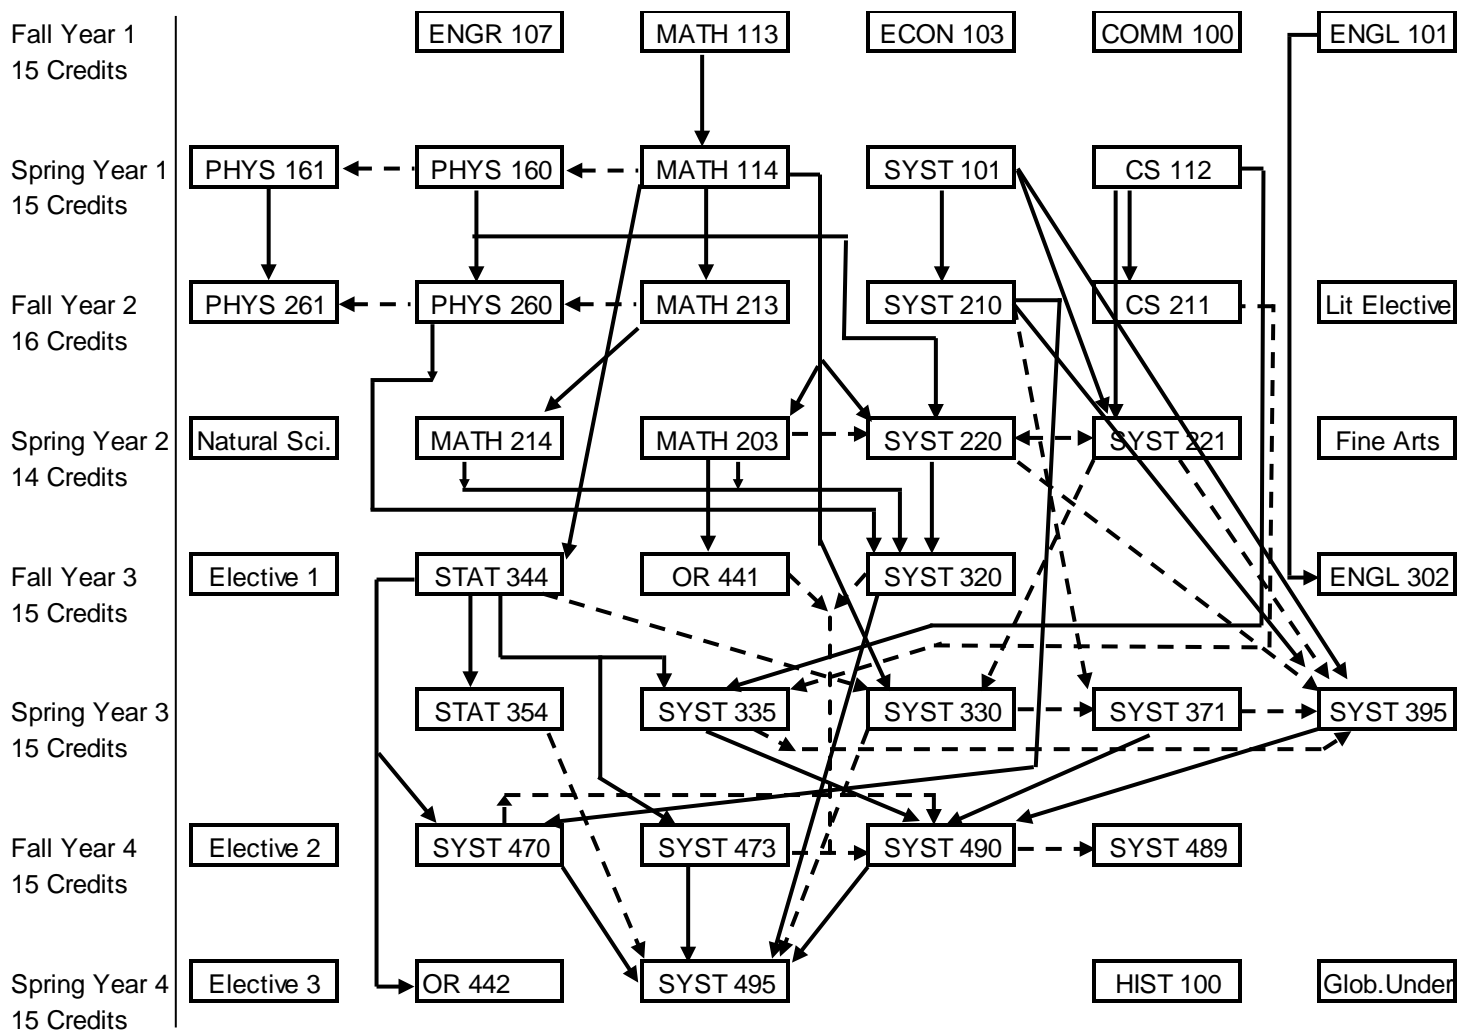 Fall Year 1
15 Credits
ENGR 107
MATH 113
ECON 103
COMM 100
ENGL 101
Spring Year 1
15 Credits
PHYS 161
PHYS 160
MATH 114
SYST 101
CS 112
Fall Year 2
16 Credits
PHYS 261
PHYS 260
MATH 213
SYST 210
CS 211
Lit Elective
Spring Year 2
14 Credits
Natural Sci.
MATH 214
MATH 203
SYST 220
SYST 221
Fine Arts
Fall Year 3
15 Credits
Elective 1
STAT 344
OR 441
SYST 320
ENGL 302
Spring Year 3
15 Credits
STAT 354
SYST 335
SYST 330
SYST 371
SYST 395
Fall Year 4
15 Credits
Elective 2
SYST 470
SYST 473
SYST 490
SYST 489
Spring Year 4
15 Credits
Elective 3
OR 442
SYST 495
HIST 100
Glob.Under